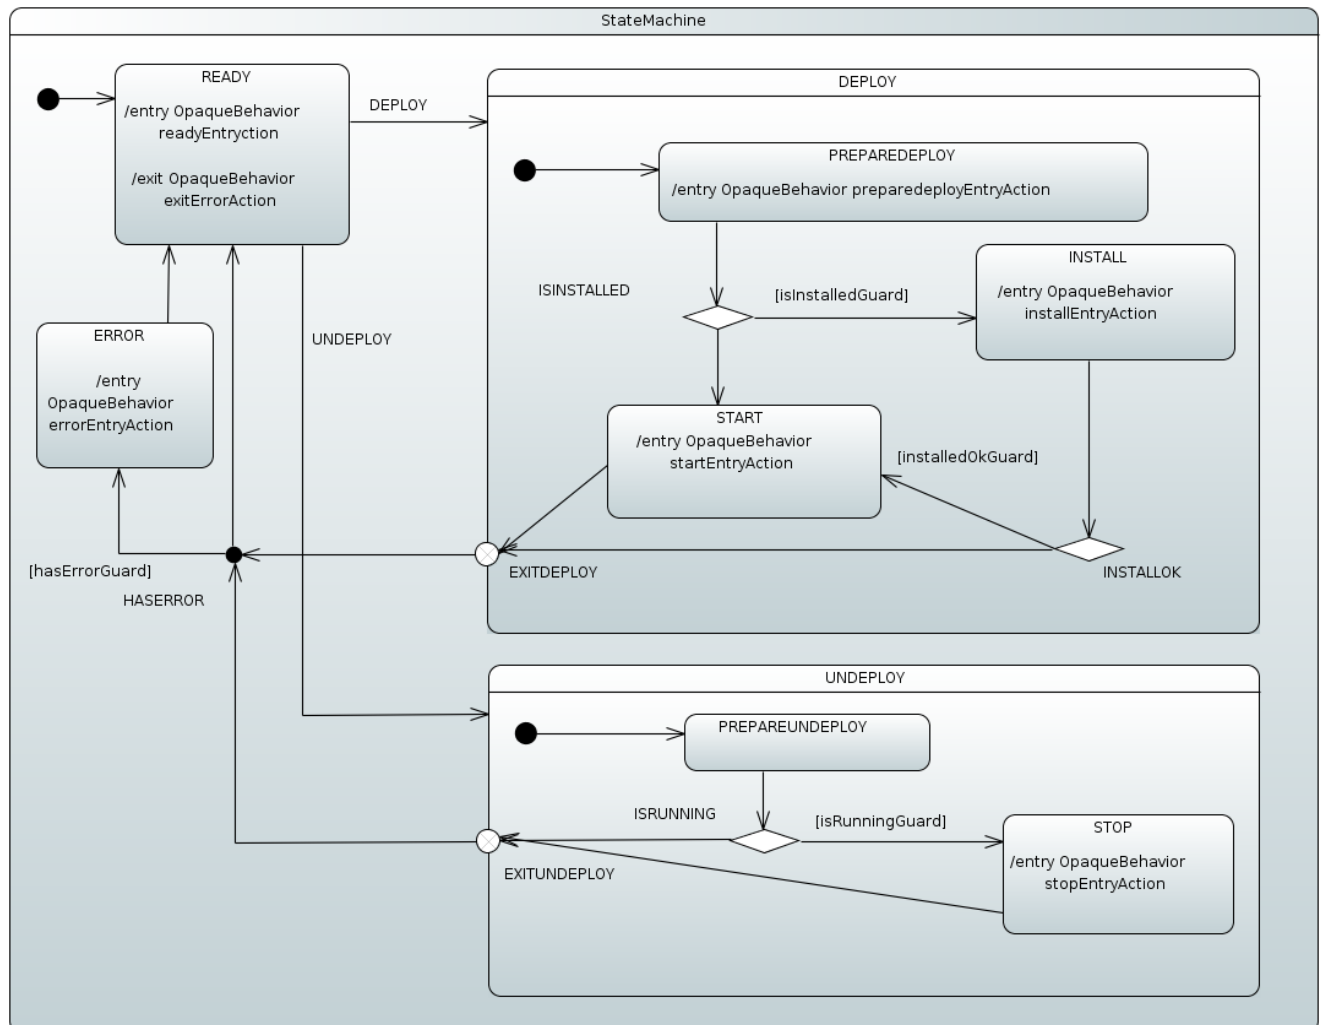 StateMachine
READY
/entry OpaqueBehavior
readyEntryction
/exit OpaqueBehavior
exitErrorAction
DEPLOY
DEPLOY
PREPAREDEPLOY
/entry OpaqueBehavior preparedeployEntryAction
ISINSTALLED
[isInstalledGuard]
INSTALL
/entry OpaqueBehavior
installEntryAction
UNDEPLOY
ERROR
/entry
OpaqueBehavior
errorEntryAction
START
/entry OpaqueBehavior
startEntryAction
[installedOkGuard]
[hasErrorGuard]
HASERROR
EXITDEPLOY
INSTALLOK
UNDEPLOY
PREPAREUNDEPLOY
ISRUNNING
[isRunningGuard]
STOP
/entry OpaqueBehavior
stopEntryAction
EXITUNDEPLOY